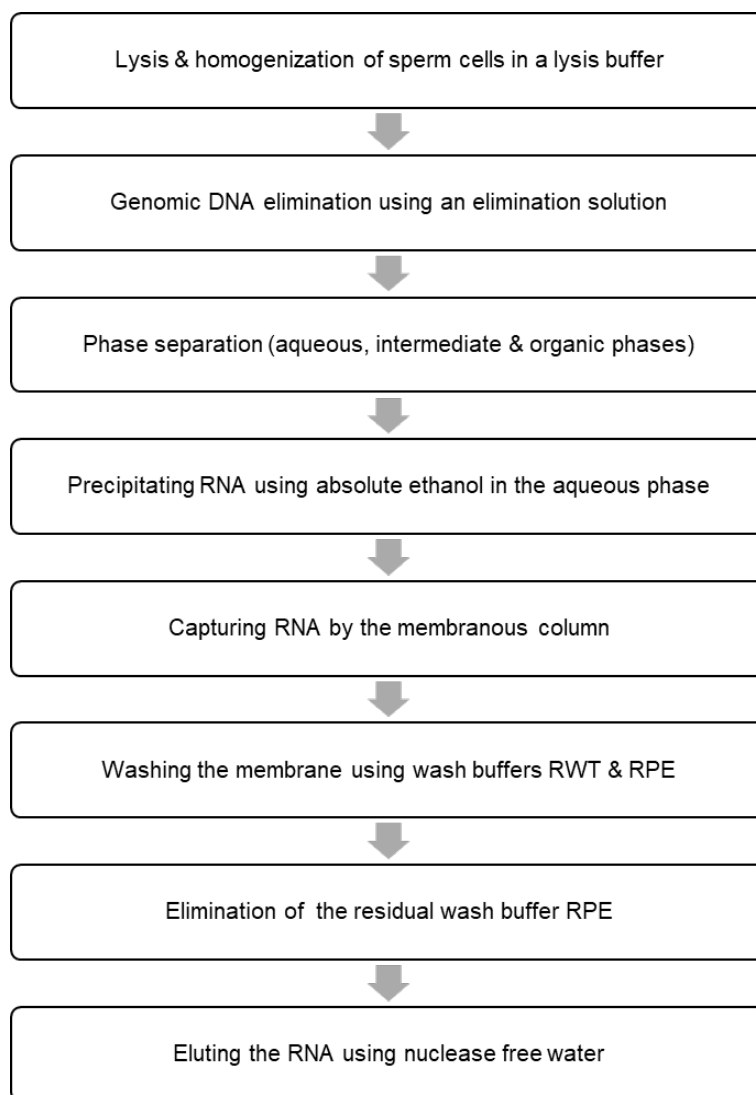 Lysis & homogenization of sperm cells in a lysis buffer
Genomic DNA elimination using an elimination solution
Phase separation (aqueous, intermediate & organic phases)
Precipitating RNA using absolute ethanol in the aqueous phase
Capturing RNA by the membranous column
Washing the membrane using wash buffers RWT & RPE
Elimination of the residual wash buffer RPE
Eluting the RNA using nuclease free water